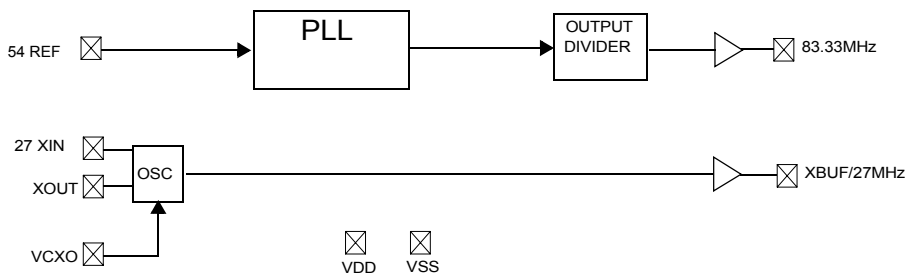 PLL
OUTPUT
DIVIDER
54 REF
83.33MHz
27 XIN
OSC
XOUT
XBUF/27MHz
VCXO
VDD
VSS